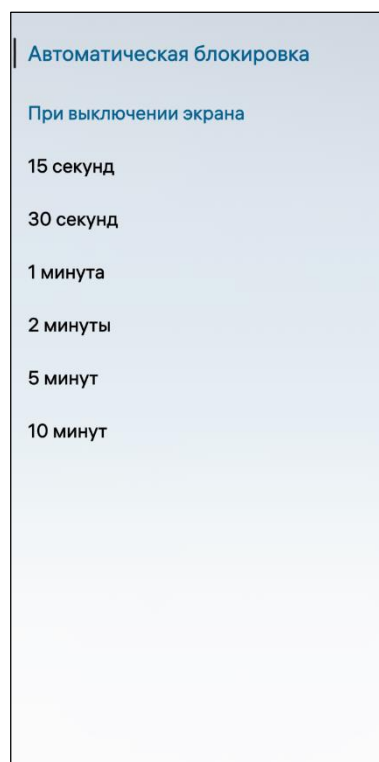 Автоматическая блокировка
При выключении экрана
15 секунд
30 секунд
1 минута
2 минуты
5 минут
10 минут